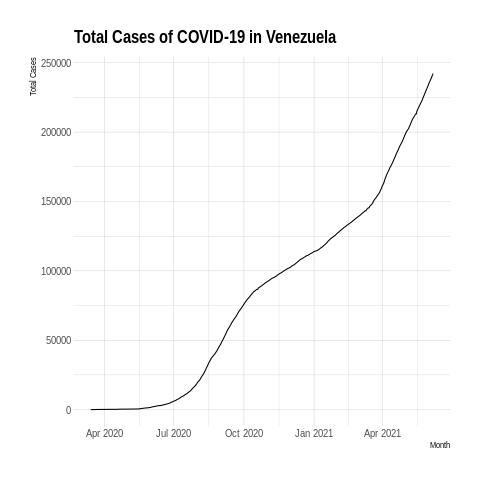 Total Cases of COVID-19 in Venezuela
Total Cases
250000
200000
150000
100000
50000
0
Apr 2020 Jul 2020 Oct 2020 Jan 2021 Apr 2021
Month